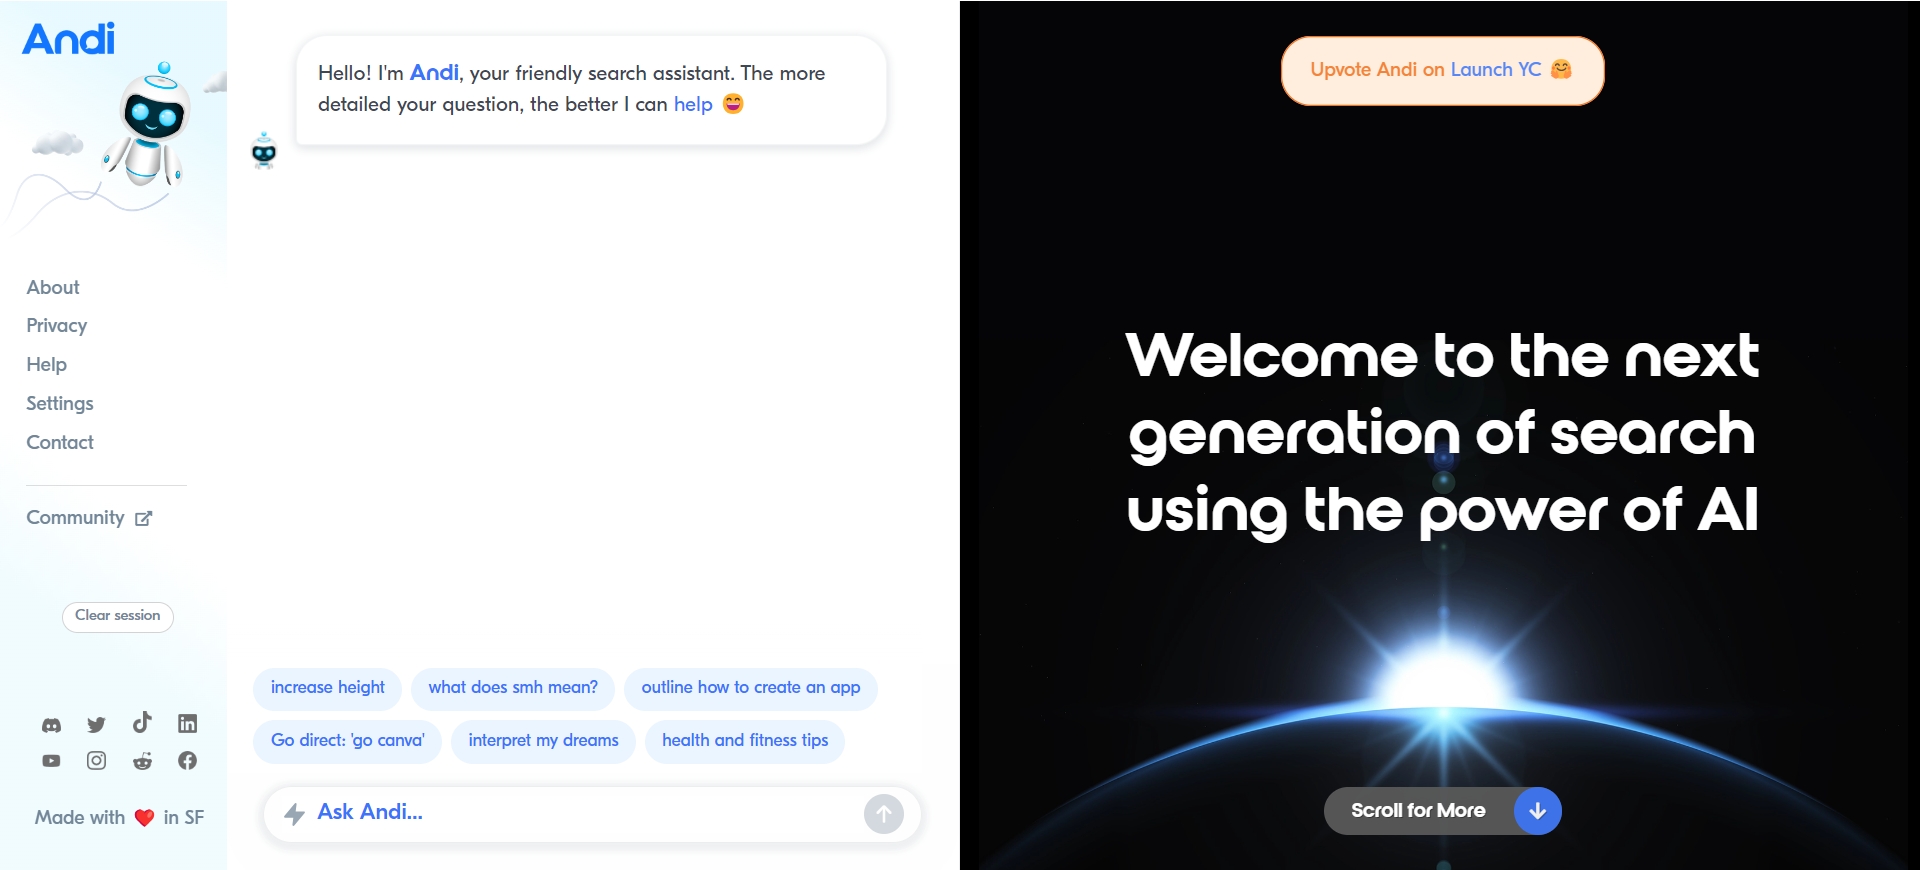 Andi
Hello! I'm Andi, your friendly search assistant. The more
detailed your question, the better I can help 😄
About
Privacy
Help
Settings
Contact
Community
Clear session
Made with ❤️ in SF
increase height
what does smh mean?
outline how to create an app
Go direct: 'go canva'
interpret my dreams
health and fitness tips
Ask Andi...
Upvote Andi on Launch YC 🤗
Welcome to the next
generation of search
using the power of AI
Scroll for More